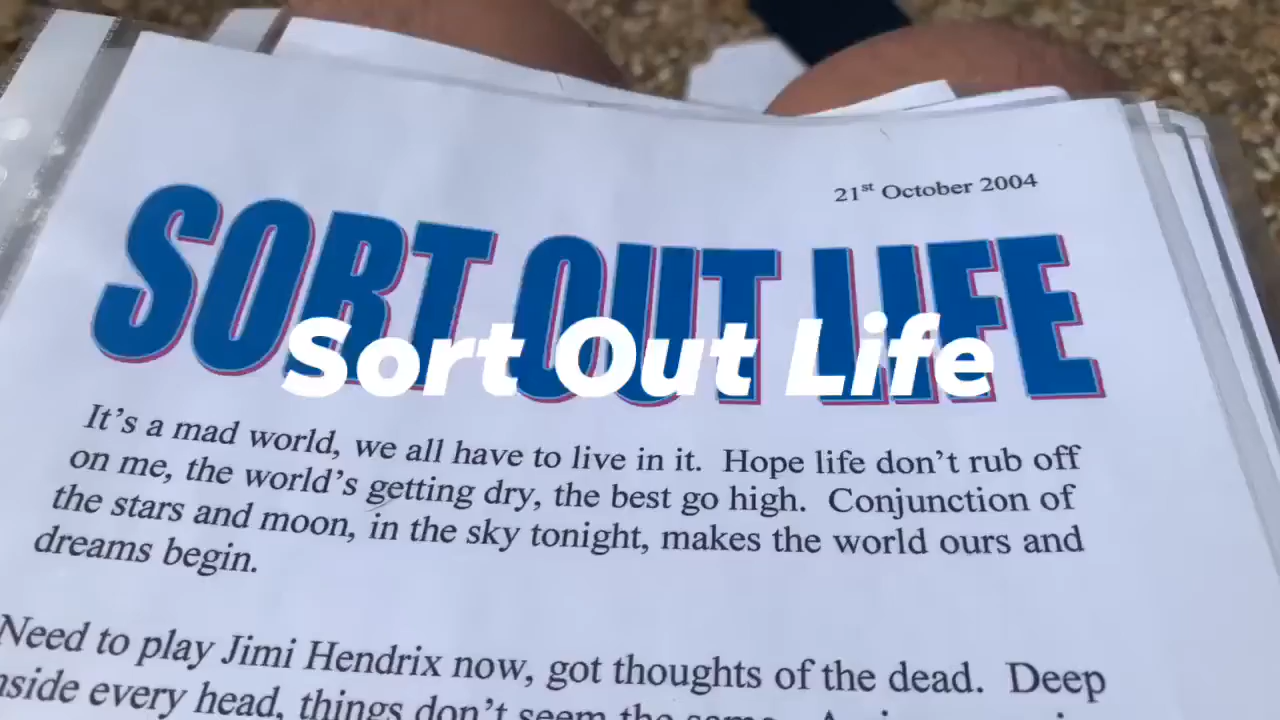 21st October 2004
SORT OUT LIFE
Sort Out Life
It's a mad world, we all have to live in it.  Hope life don't rub off
on me, the world's getting dry, the best go high.  Conjunction of
the stars and moon, in the sky tonight, makes the world ours and
dreams begin.
Need to play Jimi Hendrix now, got thoughts of the dead.  Deep
inside every head, things don't seem the same.